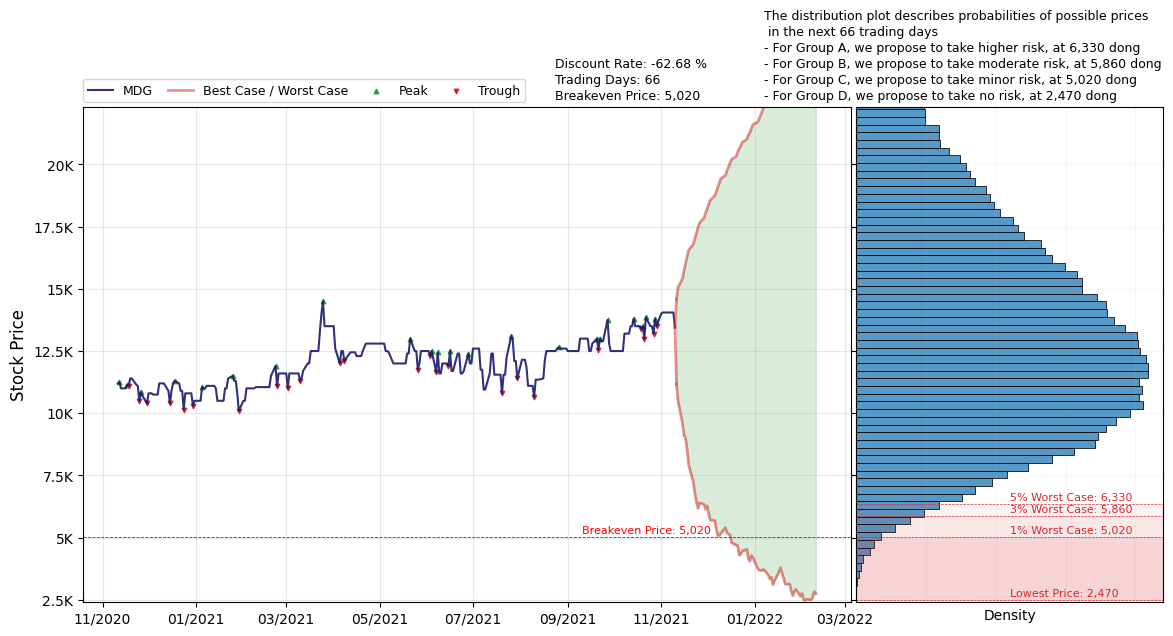 The distribution plot describes probabilities of possible prices
in the next 66 trading days
- For Group A, we propose to take higher risk, at 6,330 dong
- For Group B, we propose to take moderate risk, at 5,860 dong
- For Group C, we propose to take minor risk, at 5,020 dong
- For Group D, we propose to take no risk, at 2,470 dong
Discount Rate: -62.68 %
Trading Days: 66
Breakeven Price: 5,020
MDG
Best Case / Worst Case
Peak
Trough
Stock Price
20K
17.5K
15K
12.5K
10K
7.5K
5K
2.5K
Breakeven Price: 5,020
5% Worst Case: 6,330
3% Worst Case: 5,860
1% Worst Case: 5,020
Lowest Price: 2,470
11/2020
01/2021
03/2021
05/2021
07/2021
09/2021
11/2021
01/2022
03/2022
Density